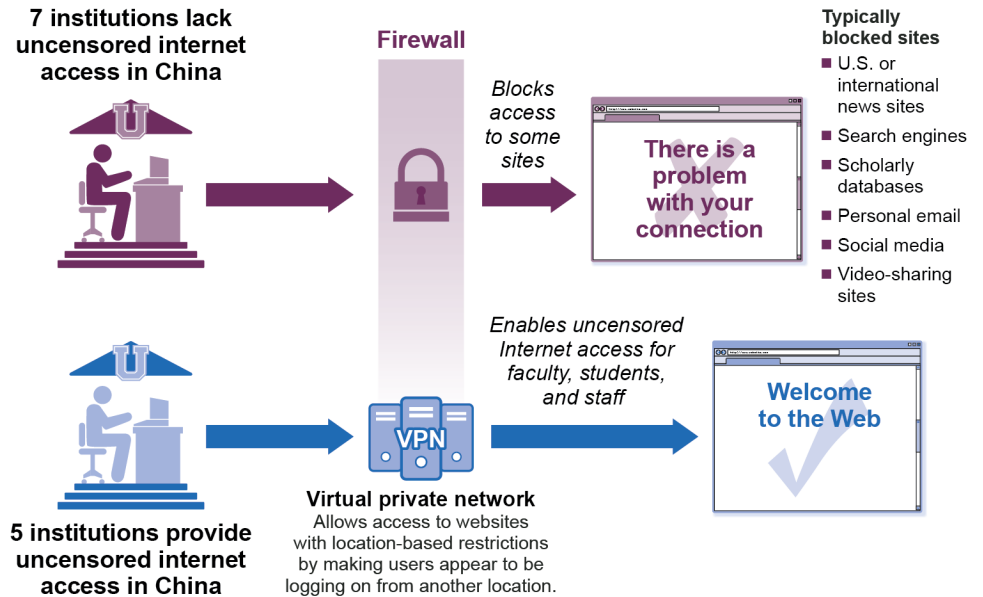 7 institutions lack
uncensored internet
access in China
U
Firewall
Blocks
access
to some
sites
There is a
problem
with your
connection
Typically
blocked sites
U.S. or
international
news sites
Search engines
Scholarly
databases
Personal email
Social media
Video-sharing
sites
U
5 institutions provide
uncensored internet
access in China
VPN
Virtual private network
Allows access to websites
with location-based restrictions
by making users appear to be
logging on from another location.
Enables uncensored
Internet access for
faculty, students,
and staff
Welcome
to the Web